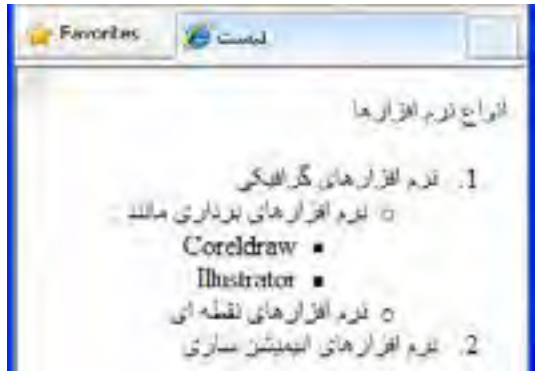 Favorites
لیست
انواع نرم افزارها
1. نرم افزارهای گرافیکی
○ نرم افزارهای برداری مانند :
▪ Coreldraw
▪ Illustrator
○ نرم افزارهای نقطه ای
2. نرم افزارهای انیمیشن سازی